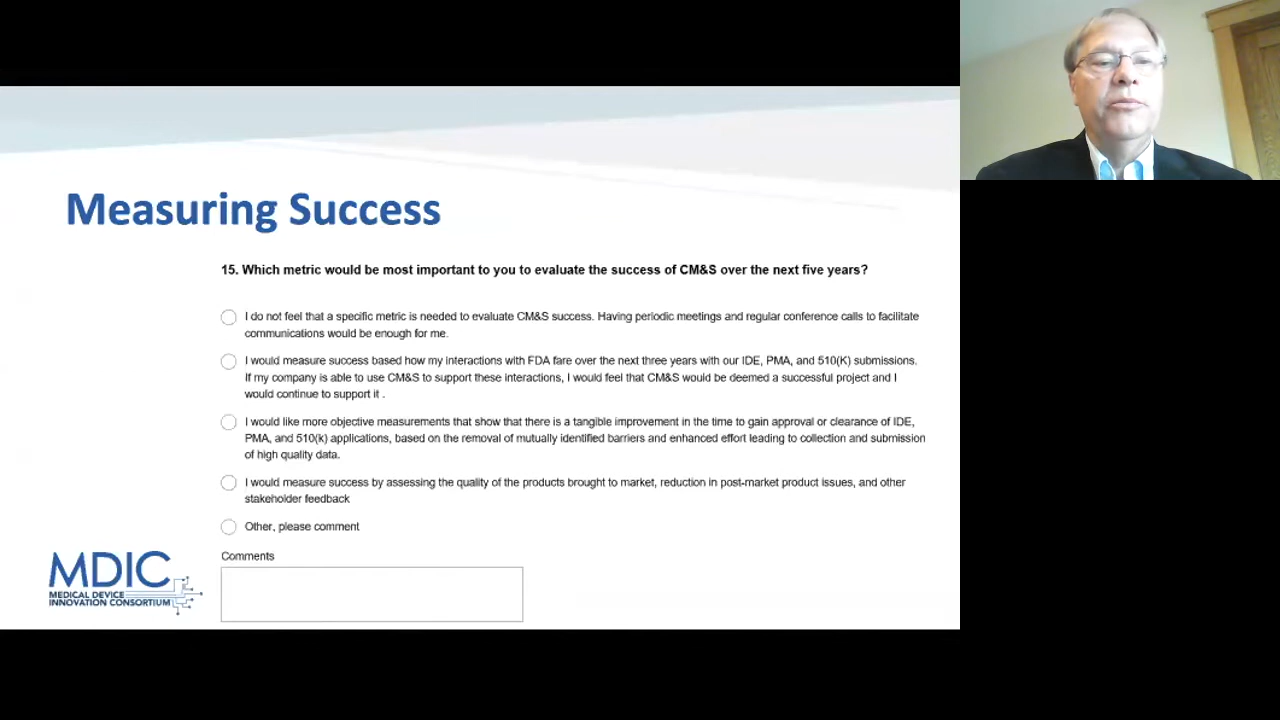 Measuring Success
15. Which metric would be most important to you to evaluate the success of CM&S over the next five years?
I do not feel that a specific metric is needed to evaluate CM&S success. Having periodic meetings and regular conference calls to facilitate
communications would be enough for me.
I would measure success based how my interactions with FDA fare over the next three years with our IDE, PMA, and 510(K) submissions.
If my company is able to use CM&S to support these interactions, I would feel that CM&S would be deemed a successful project and I
would continue to support it .
I would like more objective measurements that show that there is a tangible improvement in the time to gain approval or clearance of IDE,
PMA, and 510(k) applications, based on the removal of mutually identified barriers and enhanced effort leading to collection and submission
of high quality data.
I would measure success by assessing the quality of the products brought to market, reduction in post-market product issues, and other
stakeholder feedback
Other, please comment
Comments
MDIC
MEDICAL DEVICE
INNOVATION CONSORTIUM